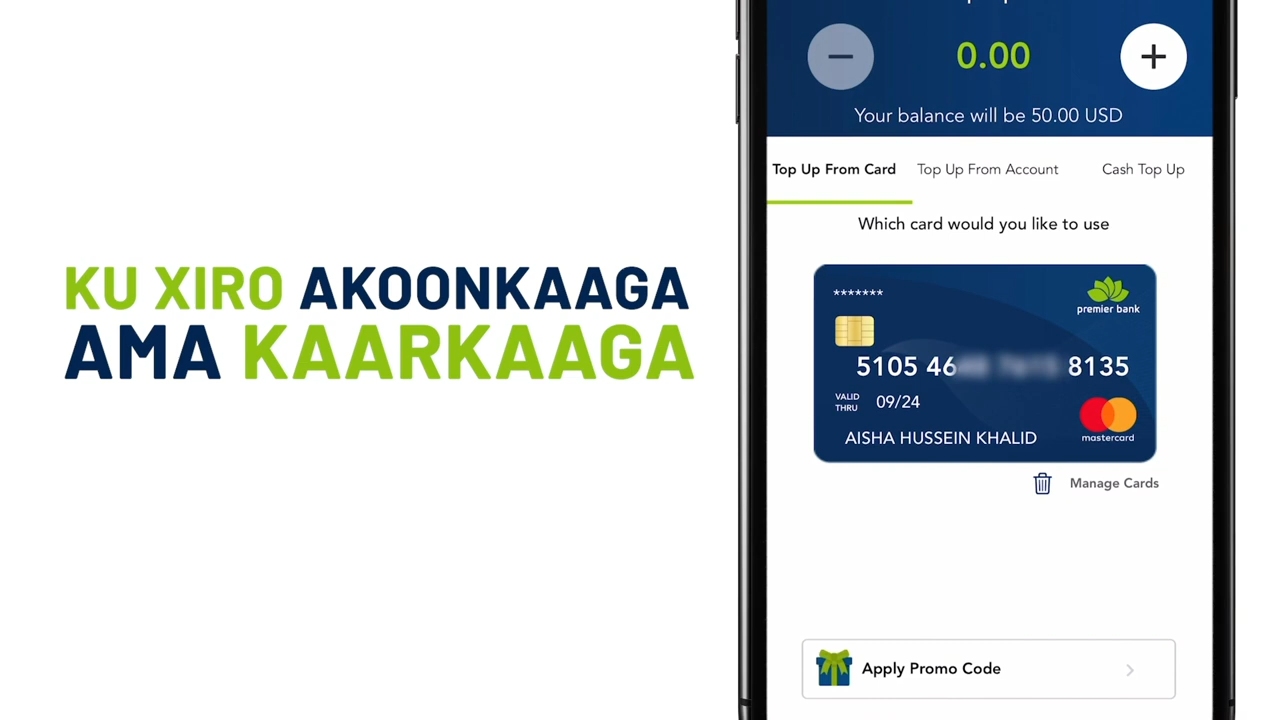 KU XIRO AKOONKAAGA
AMA KAARKAAGA
0.00
Your balance will be 50.00 USD
Top Up From Card Top Up From Account Cash Top Up
Which card would you like to use
*******
premier bank
5105 46 8135
VALID THRU 09/24
mastercard
AISHA HUSSEIN KHALID
Manage Cards
Apply Promo Code